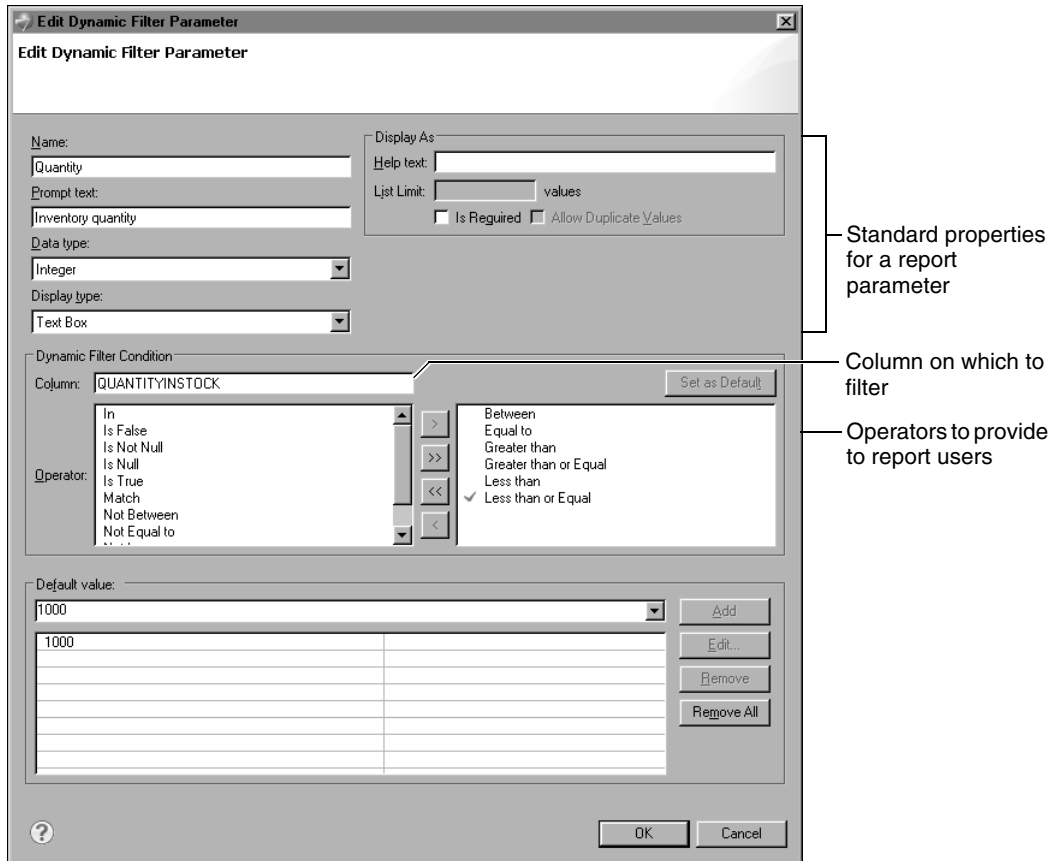 Edit Dynamic Filter Parameter
Edit Dynamic Filter Parameter
Name:
Quantity
Prompt text:
Inventory quantity
Data type:
Integer
Display type:
Text Box
Display As
Help text:
List Limit: values
Is Required Allow Duplicate Values
Standard properties
for a report
parameter
Dynamic Filter Condition
Column: QUANTITYINSTOCK
Set as Default
Column on which to
filter
Operator:
In
Is False
Is Not Null
Is Null
Is True
Match
Not Between
Not Equal to
>
>>
<<
<
Between
Equal to
Greater than
Greater than or Equal
Less than
Less than or Equal
Operators to provide
to report users
Default value:
1000
1000
Add
Edit...
Remove
Remove All
?
OK
Cancel